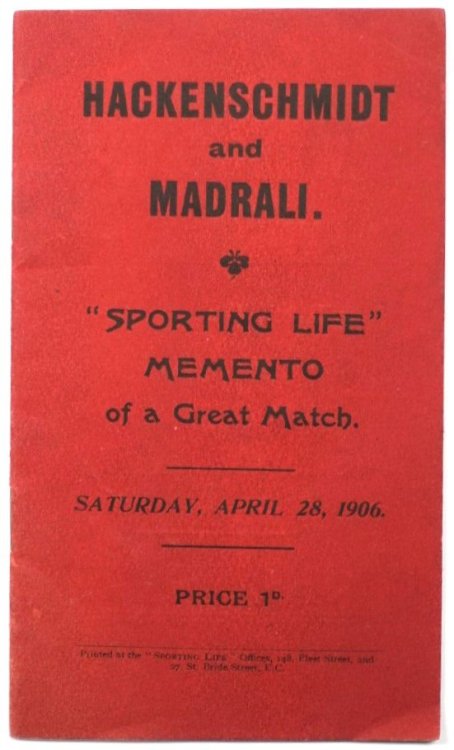 HACKENSCHMIDT
and
MADRALI.
"SPORTING LIFE"
MEMENTO
of a Great Match.
SATURDAY, APRIL 28, 1906.
PRICE 1D.
Printed at the "SPORTING LIFE" Offices, 148, Fleet Street, and
27 St. Bride Street, E.C.